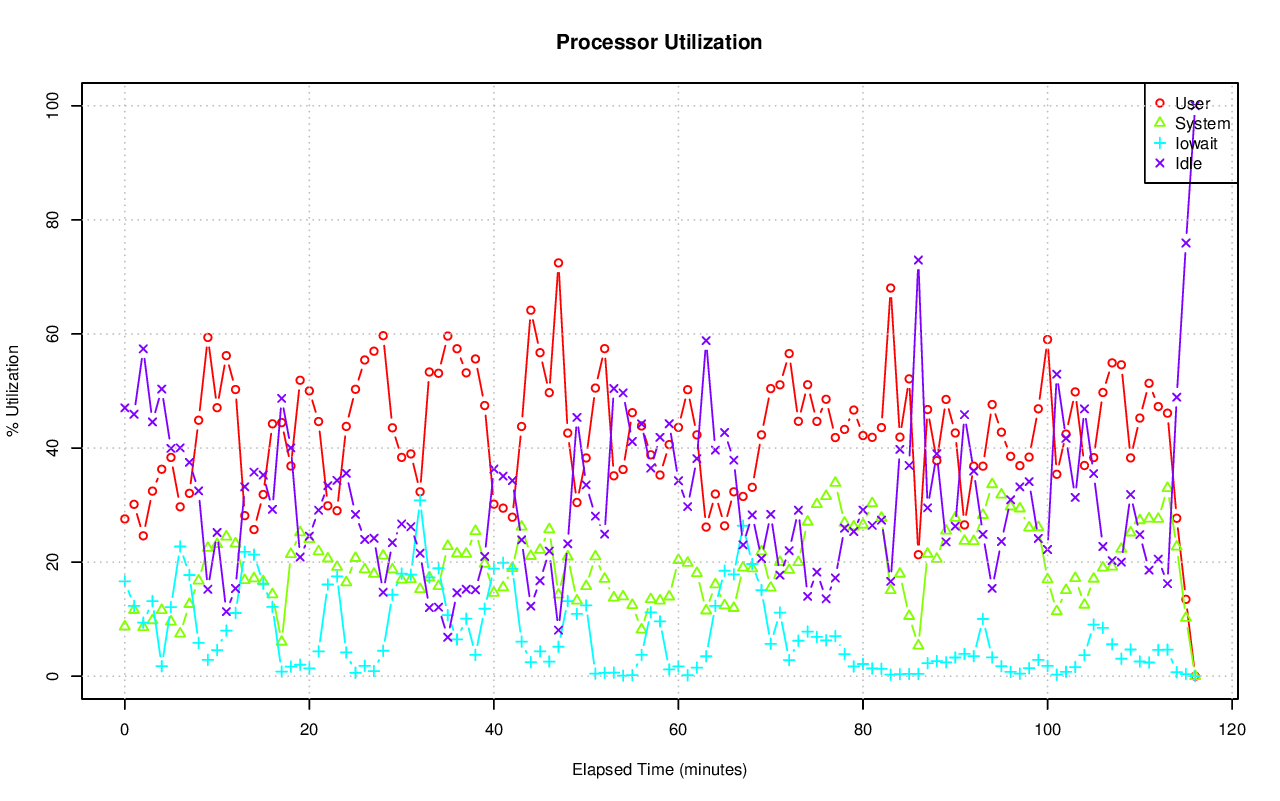 Processor Utilization
% Utilization
100
80
60
40
20
0
User
System
Iowait
Idle
0 20 40 60 80 100 120
Elapsed Time (minutes)